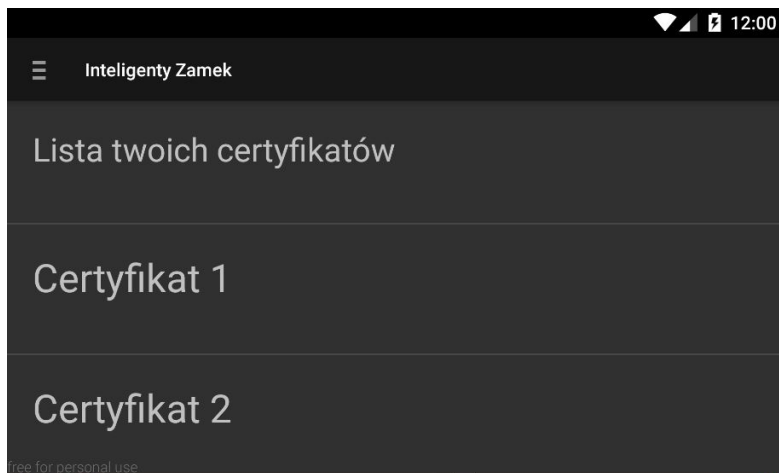 12:00
Inteligenty Zamek
Lista twoich certyfikatów
Certyfikat 1
Certyfikat 2
free for personal use